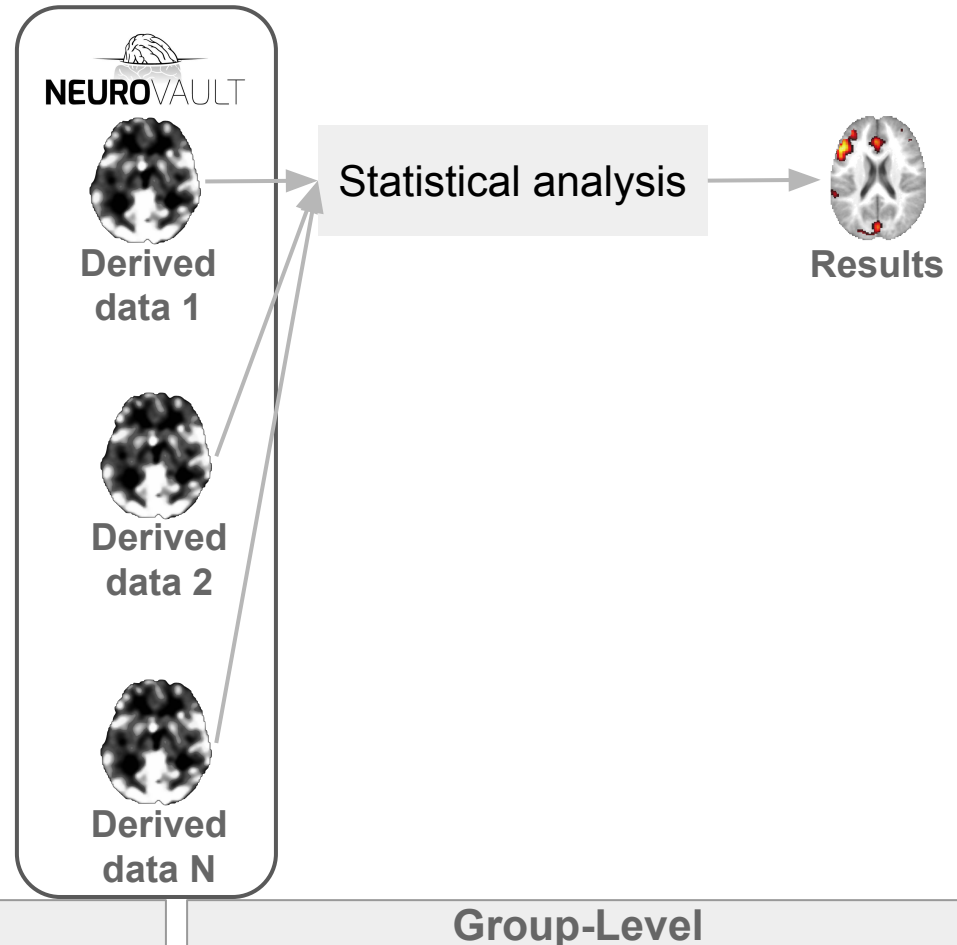 NEUROVAULT
Statistical analysis
Derived
data 1
Results
Derived
data 2
Derived
data N
Group-Level